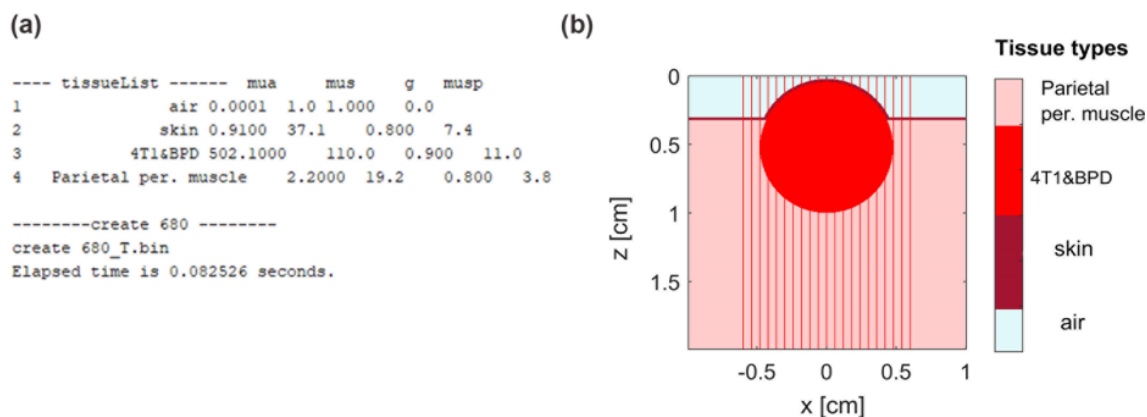 (a)
---- tissueList ------ mua mus g musp
1 air 0.0001 1.0 1.000 0.0
2 skin 0.9100 37.1 0.800 7.4
3 4T1&BPD 502.1000 110.0 0.900 11.0
4 Parietal per. muscle 2.2000 19.2 0.800 3.8
--------create 680 --------
create 680_T.bin
Elapsed time is 0.082526 seconds.
(b)
0
0.5
1
1.5
z [cm]
-0.5 0 0.5 1
x [cm]
Tissue types
Parietal
per. muscle
4T1&BPD
skin
air